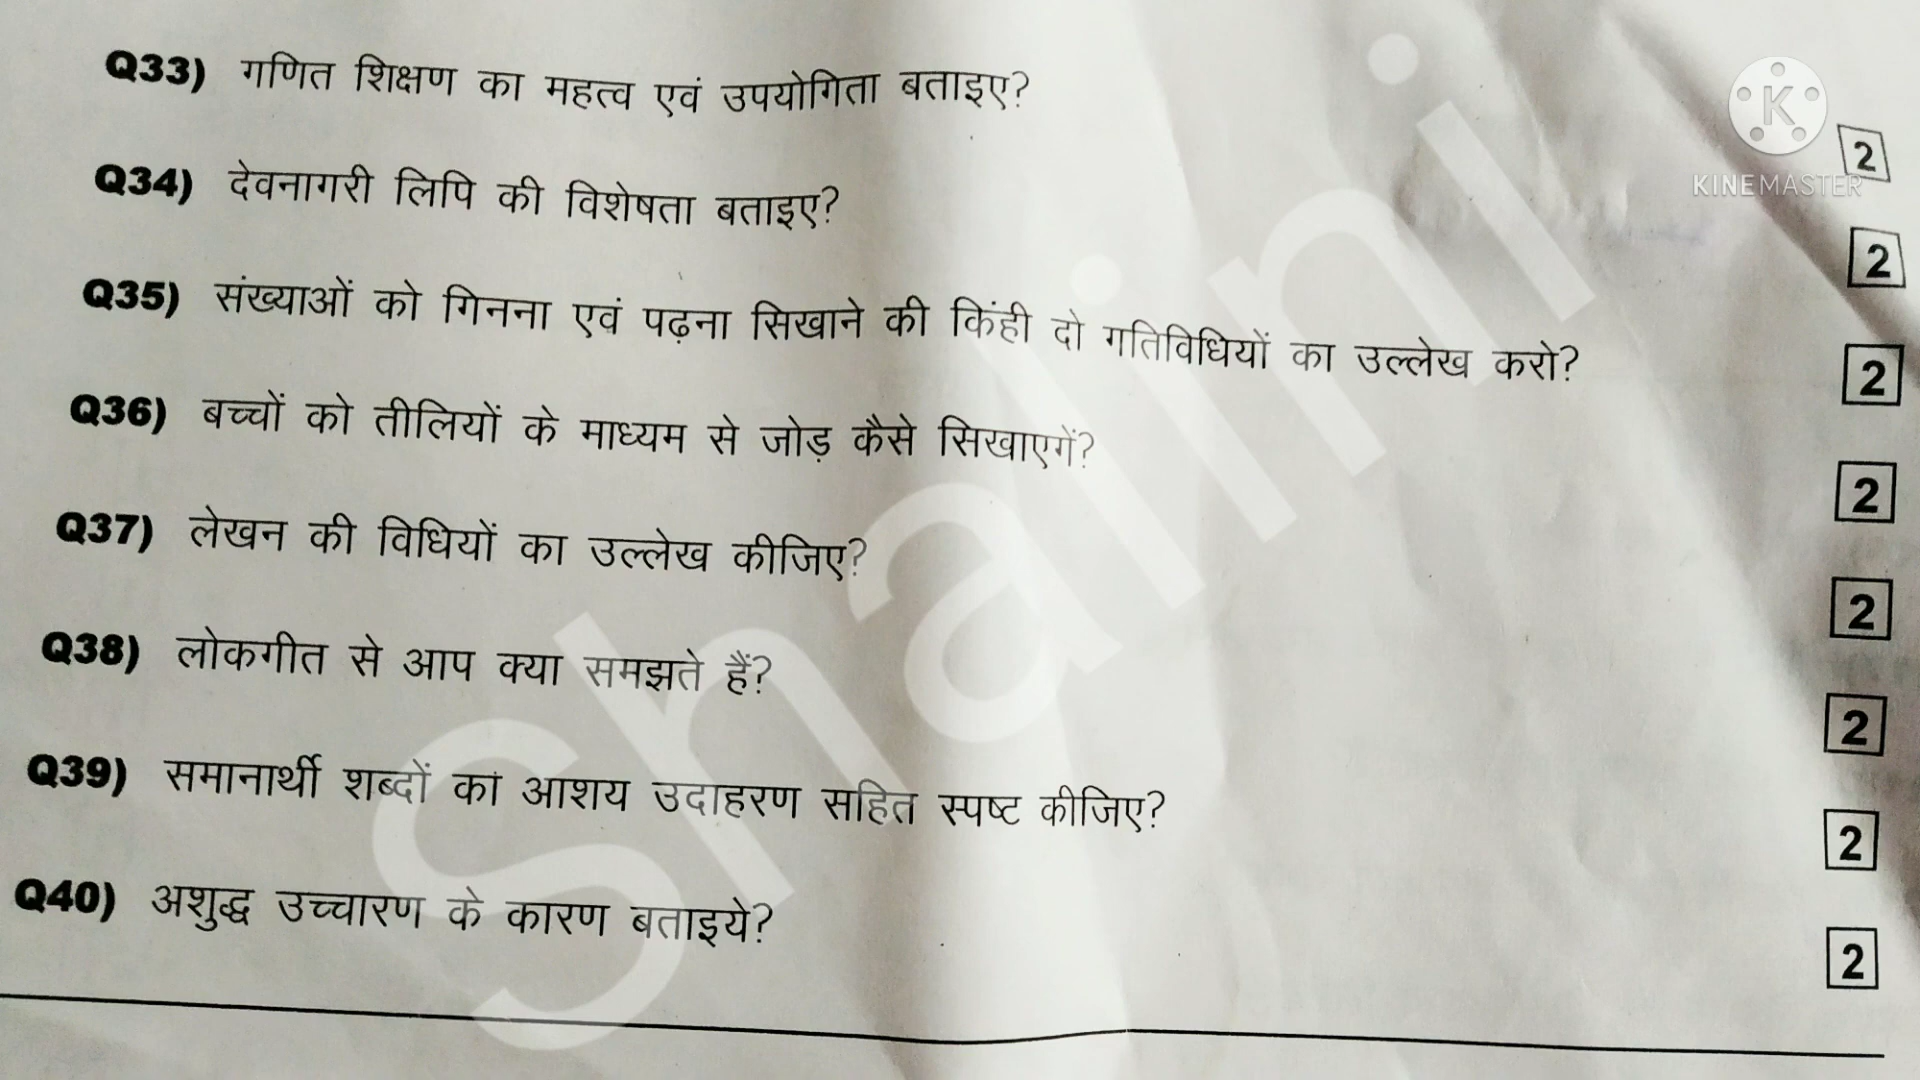 Q33) गणित शिक्षण का महत्व एवं उपयोगिता बताइए?
2
KINEMASTER
Q34) देवनागरी लिपि की विशेषता बताइए?
2
Q35) संख्याओं को गिनना एवं पढ़ना सिखाने की किंही दो गतिविधियों का उल्लेख करो?
2
Q36) बच्चों को तीलियों के माध्यम से जोड़ कैसे सिखाएगें?
2
Q37) लेखन की विधियों का उल्लेख कीजिए?
2
Q38) लोकगीत से आप क्या समझते हैं?
2
Q39) समानार्थी शब्दों का आशय उदाहरण सहित स्पष्ट कीजिए?
2
Q40) अशुद्ध उच्चारण के कारण बताइये?
2
shalini